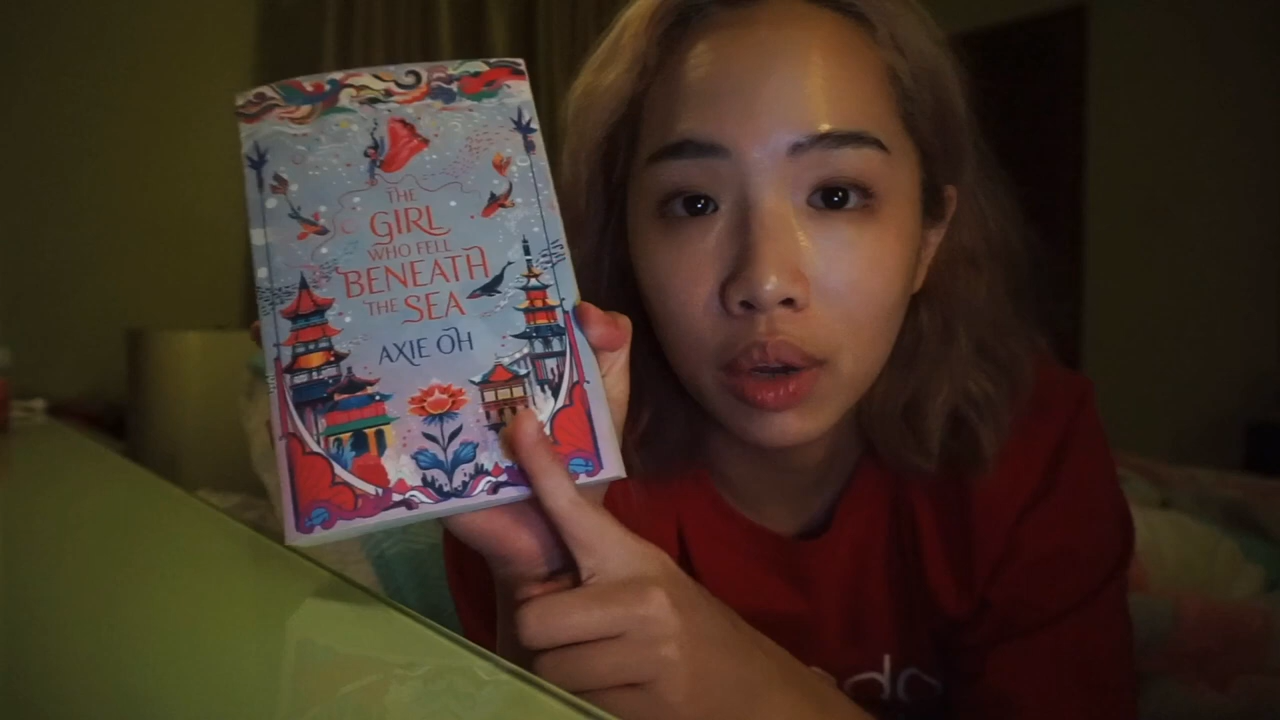 THE
GIRL
WHO FELL
BENEATH
THE SEA
AXIE OH